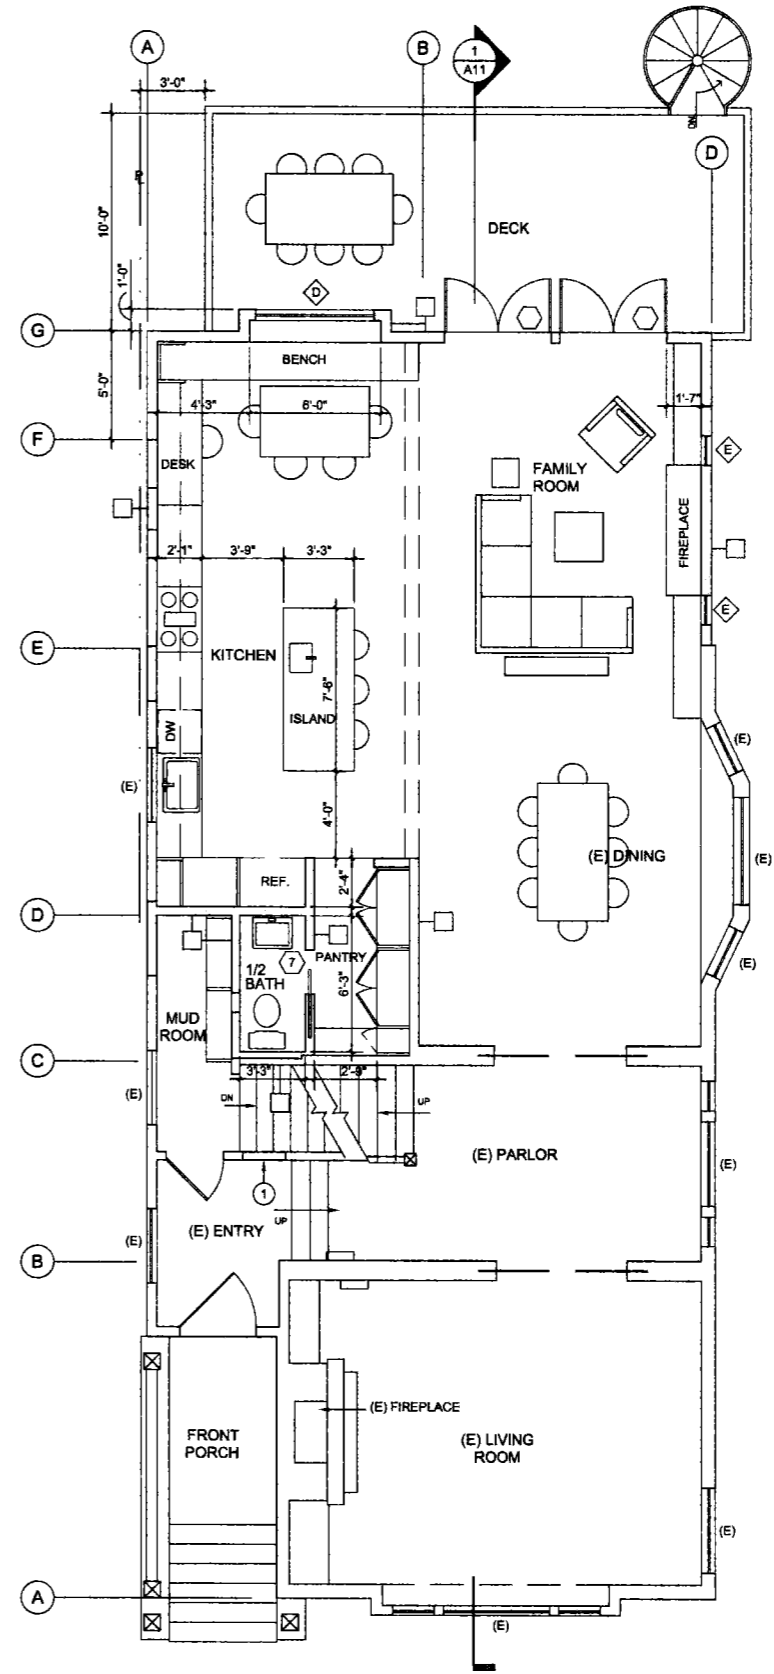 A
B
1
A11
3'-0"
DN
D
10'-0"
DECK
1'-0"
D
G
BENCH
5'-0"
4'-3"
6'-0"
1'-7"
F
DESK
FAMILY
ROOM
E
FIREPLACE
2'-1"
3'-9"
3'-3"
E
E
KITCHEN
7'-6"
ISLAND
DW
(E)
(E)
4'-0"
(E) DINING
(E)
REF.
2'-4"
D
PANTRY
7
1/2
BATH
6'-3"
(E)
MUD
ROOM
C
3'-3"
2'-9"
(E)
DN
UP
(E) PARLOR
(E)
1
(E) ENTRY
UP
(E)
B
(E) FIREPLACE
FRONT
PORCH
(E) LIVING
ROOM
(E)
A
(E)